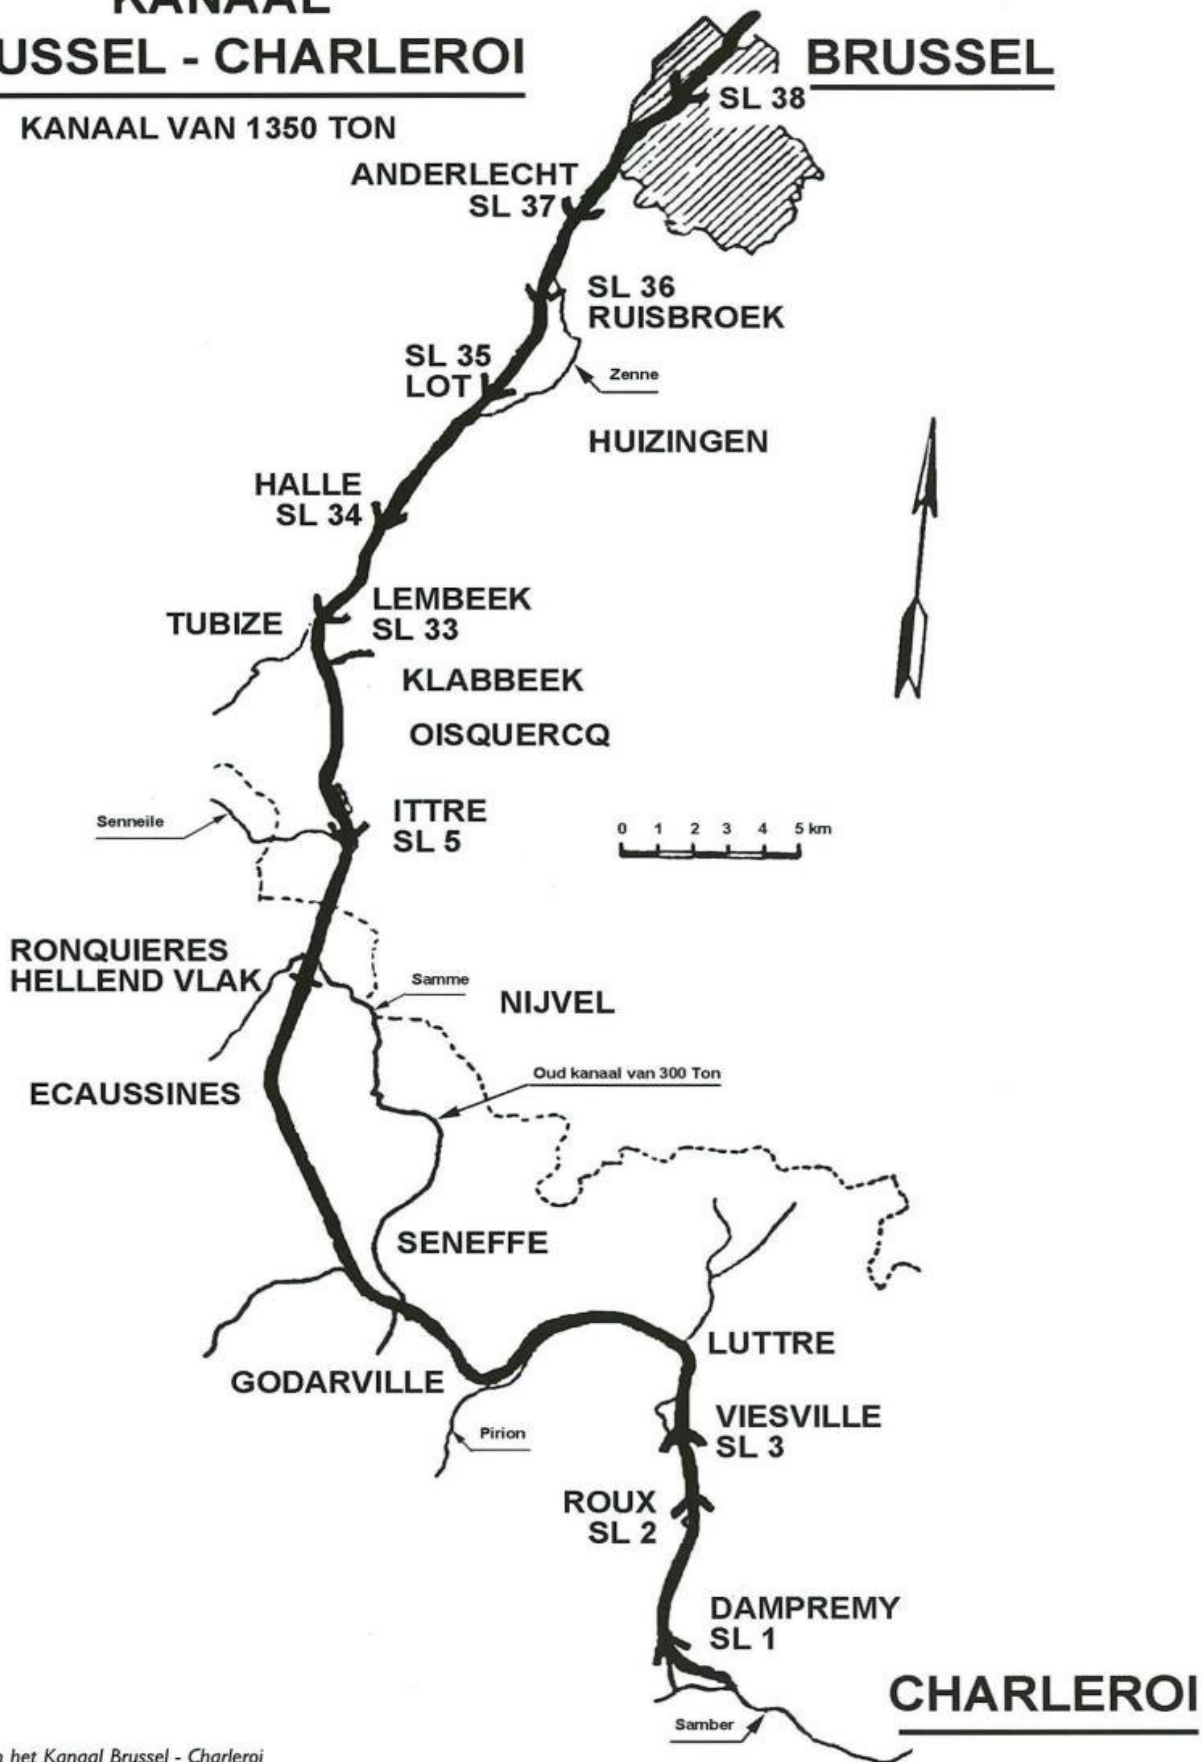 KANAAL
USSEL - CHARLEROI
KANAAL VAN 1350 TON
BRUSSEL
SL 38
ANDERLECHT
SL 37
SL 36
RUISBROEK
SL 35
LOT
Zenne
HUIZINGEN
HALLE
SL 34
LEMBEEK
SL 33
TUBIZE
KLABBEEK
OISQUERCQ
ITTRE
SL 5
Senneile
0 1 2 3 4 5 km
RONQUIERES
HELLEND VLAK
Samme
NIJVEL
Oud kanaal van 300 Ton
ECAUSSINES
SENEFFE
LUTTRE
GODARVILLE
VIESVILLE
SL 3
Pirion
ROUX
SL 2
DAMPREMY
SL 1
CHARLEROI
Samber
het Kanaal Brussel - Charleroi